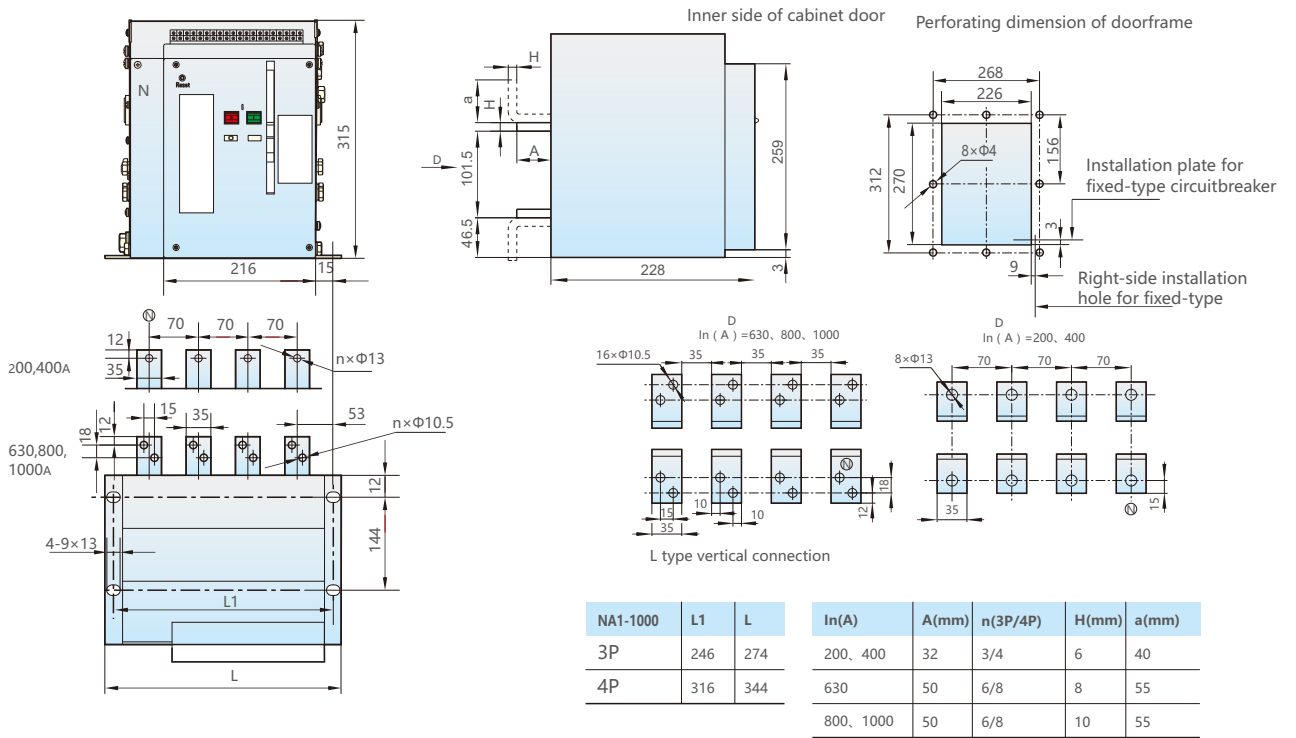 Inner side of cabinet door
Perforating dimension of doorframe
N
Reset
315
216
15
H
a
H
A
D
101.5
46.5
259
228
3
268
226
8×Φ4
312
270
156
3
9
Installation plate for
fixed-type circuitbreaker
Right-side installation
hole for fixed-type
N
70
70
70
12
35
n×Φ13
200,400A
15
35
53
12
18
n×Φ10.5
630,800,
1000A
12
4-9×13
144
L1
L
D
In ( A ) =630、800、1000
16×Φ10.5
35
35
35
N
10
10
15
35
18
12
L type vertical connection
D
In ( A ) =200、400
8×Φ13
70
70
70
35
15
N
NA1-1000 L1 L
3P 246 274
4P 316 344
In(A) A(mm) n(3P/4P) H(mm) a(mm)
200、400 32 3/4 6 40
630 50 6/8 8 55
800、1000 50 6/8 10 55